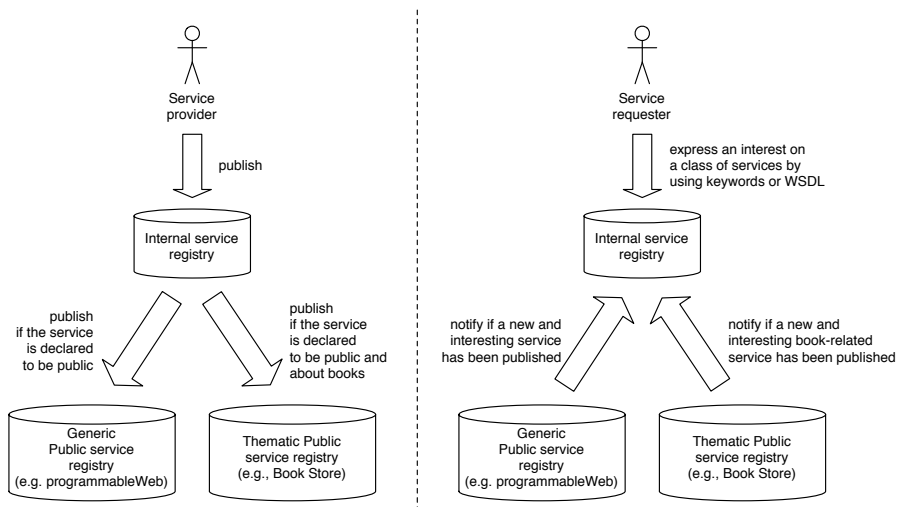 Service
provider
publish
Internal service
registry
publish
if the service
is declared
to be public
publish
if the service
is declared
to be public and
about books
Generic
Public service
registry
(e.g. programmableWeb)
Thematic Public
service registry
(e.g., Book Store)
Service
requester
express an interest on
a class of services by
using keywords or WSDL
Internal service
registry
notify if a new and
interesting service
has been published
notify if a new and
interesting book-related
service has been published
Generic
Public service
registry
(e.g. programmableWeb)
Thematic Public
service registry
(e.g., Book Store)